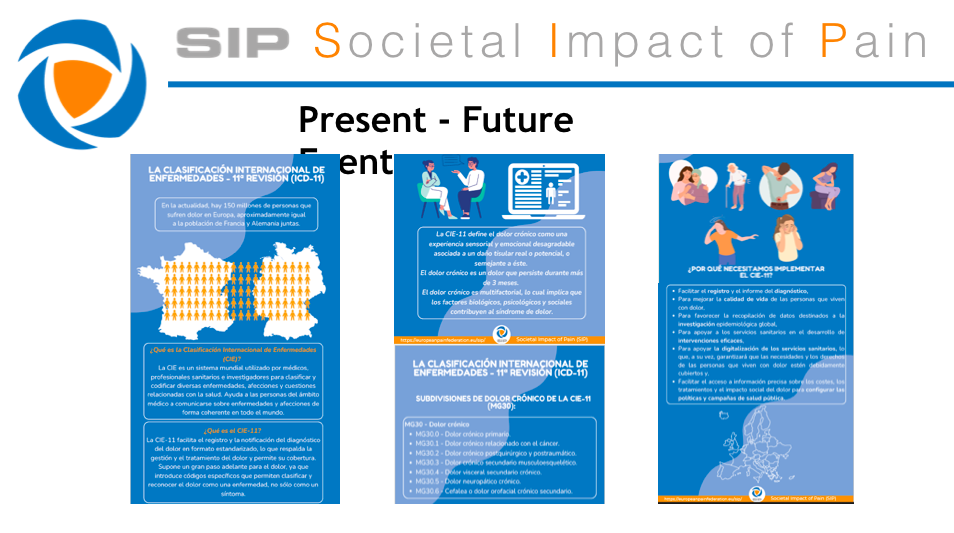 SIP Societal Impact of Pain
Present - Future
Event
LA CLASIFICACIÓN INTERNACIONAL DE
ENFERMEDADES - 11ª REVISIÓN (ICD-11)
En la actualidad, hay 150 millones de personas que
sufren dolor en Europa, aproximadamente igual
a la población de Francia y Alemania juntas.
¿Qué es la Clasificación Internacional de Enfermedades
(CIE)?
La CIE es un sistema mundial utilizado por médicos,
profesionales sanitarios e investigadores para clasificar y
codificar diversas enfermedades, afecciones y cuestiones
relacionadas con la salud. Ayuda a las personas del ámbito
médico a comunicarse sobre enfermedades y afecciones de
forma coherente en todo el mundo.
¿Qué es el CIE-11?
La CIE-11 facilita el registro y la notificación del diagnóstico
del dolor en formato estandarizado, lo que respalda la
gestión y el tratamiento del dolor y permite su cobertura.
Supone un gran paso adelante para el dolor, ya que
introduce códigos específicos que permiten clasificar y
reconocer el dolor como una enfermedad, no sólo como un
síntoma.
La CIE-11 define el dolor crónico como una
experiencia sensorial y emocional desagradable
asociada a un daño tisular real o potencial, o
semejante a éste.
El dolor crónico es un dolor que persiste durante más
de 3 meses.
El dolor crónico es multifactorial, lo cual implica que
los factores biológicos, psicológicos y sociales
contribuyen al síndrome de dolor.
https://europeanpainfederation.eu/sip/ Societal Impact of Pain (SIP)
LA CLASIFICACIÓN INTERNACIONAL DE
ENFERMEDADES - 11ª REVISIÓN (ICD-11)
SUBDIVISIONES DE DOLOR CRÓNICO DE LA CIE-11
(MG30):
MG30 - Dolor crónico
• MG30.0 - Dolor crónico primario.
• MG30.1 - Dolor crónico relacionado con el cáncer.
• MG30.2 - Dolor crónico postquirúrgico y postraumático.
• MG30.3 - Dolor crónico secundario musculoesquelético.
• MG30.4 - Dolor visceral secundario crónico.
• MG30.5 - Dolor neuropático crónico.
• MG30.6 - Cefalea o dolor orofacial crónico secundario.
¿POR QUÉ NECESITAMOS IMPLEMENTAR
EL CIE-11?
• Facilitar el registro y el informe del diagnóstico,
• Para mejorar la calidad de vida de las personas que viven
con dolor.
• Para favorecer la recopilación de datos destinados a la
investigación epidemiológica global,
• Para apoyar a los servicios sanitarios en el desarrollo de
intervenciones eficaces.
• Para apoyar la digitalización de los servicios sanitarios, lo
que, a su vez, garantizará que las necesidades y los derechos
de las personas que viven con dolor estén debidamente
cubiertos y.
• Facilitar el acceso a información precisa sobre los costes, los
tratamientos y el impacto social del dolor para configurar las
políticas y campañas de salud pública.
https://europeanpainfederation.eu/sip/ Societal Impact of Pain (SIP)